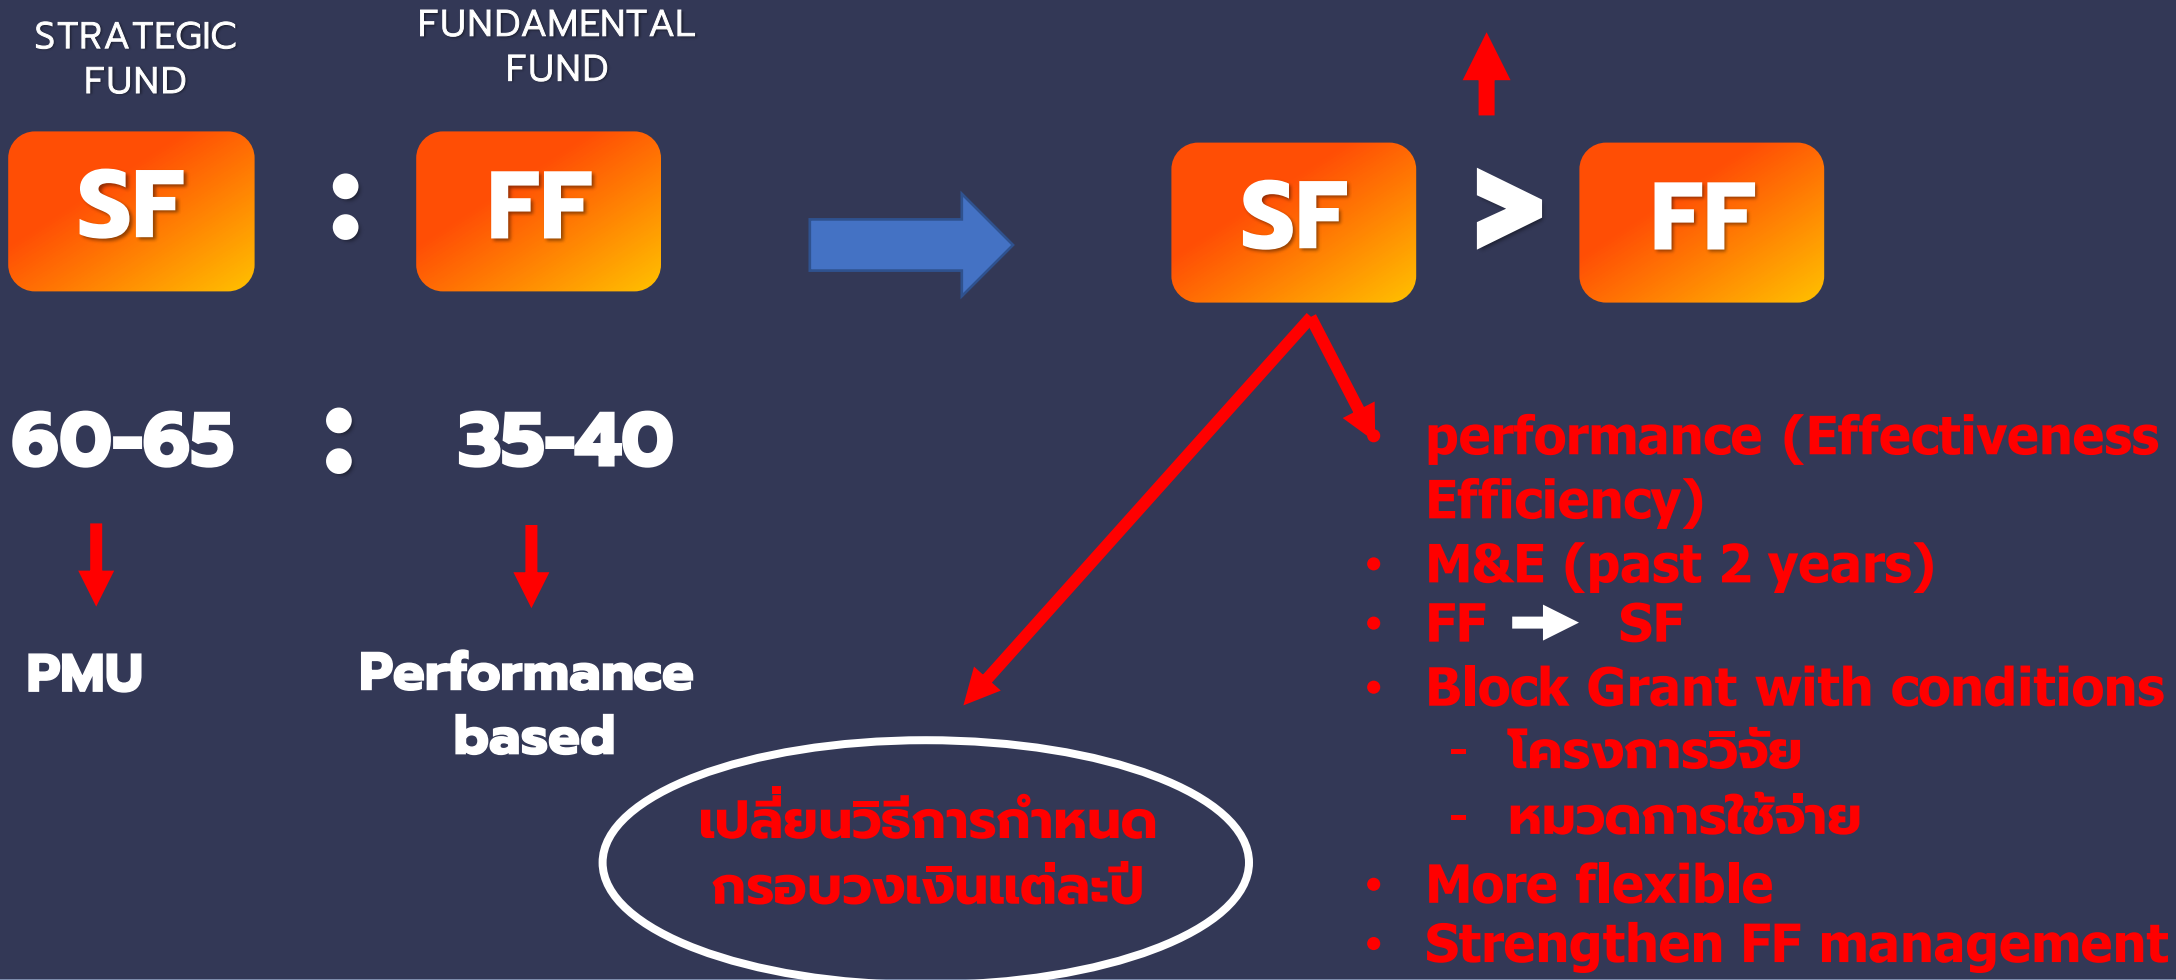 STRATEGIC
FUND
FUNDAMENTAL
FUND
SF : FF
SF > FF
60-65 : 35-40
PMU
Performance
based
เปลี่ยนวิธีการกำหนด
กรอบวงเงินแต่ละปี
• performance (Effectiveness
Efficiency)
• M&E (past 2 years)
• FF SF
• Block Grant with conditions
- โครงการวิจัย
- หมวดการใช้จ่าย
• More flexible
• Strengthen FF management